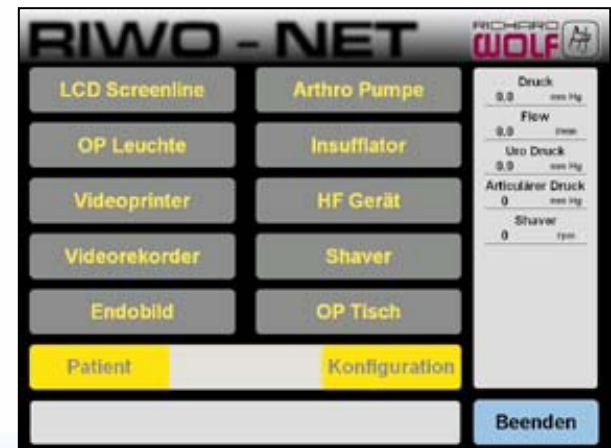 RIWO - NET
RICHARD
WOLF
LCD Screenline
Arthro Pumpe
OP Leuchte
Insufflator
Videoprinter
HF Gerät
Videorekorder
Shaver
Endobild
OP Tisch
Patient
Konfiguration
Druck
0.0 mm Hg
Flow
0.0 l/min
Uro Druck
0.0 mm Hg
Articulärer Druck
0 mm Hg
Shaver
0 rpm
Beenden